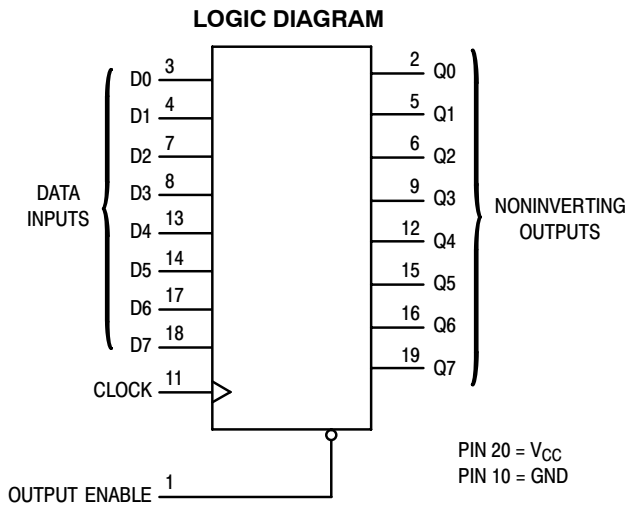 LOGIC DIAGRAM
DATA INPUTS
D0 3
D1 4
D2 7
D3 8
D4 13
D5 14
D6 17
D7 18
CLOCK 11
OUTPUT ENABLE 1
2 Q0
5 Q1
6 Q2
9 Q3
12 Q4
15 Q5
16 Q6
19 Q7
NONINVERTING
OUTPUTS
PIN 20 = VCC
PIN 10 = GND